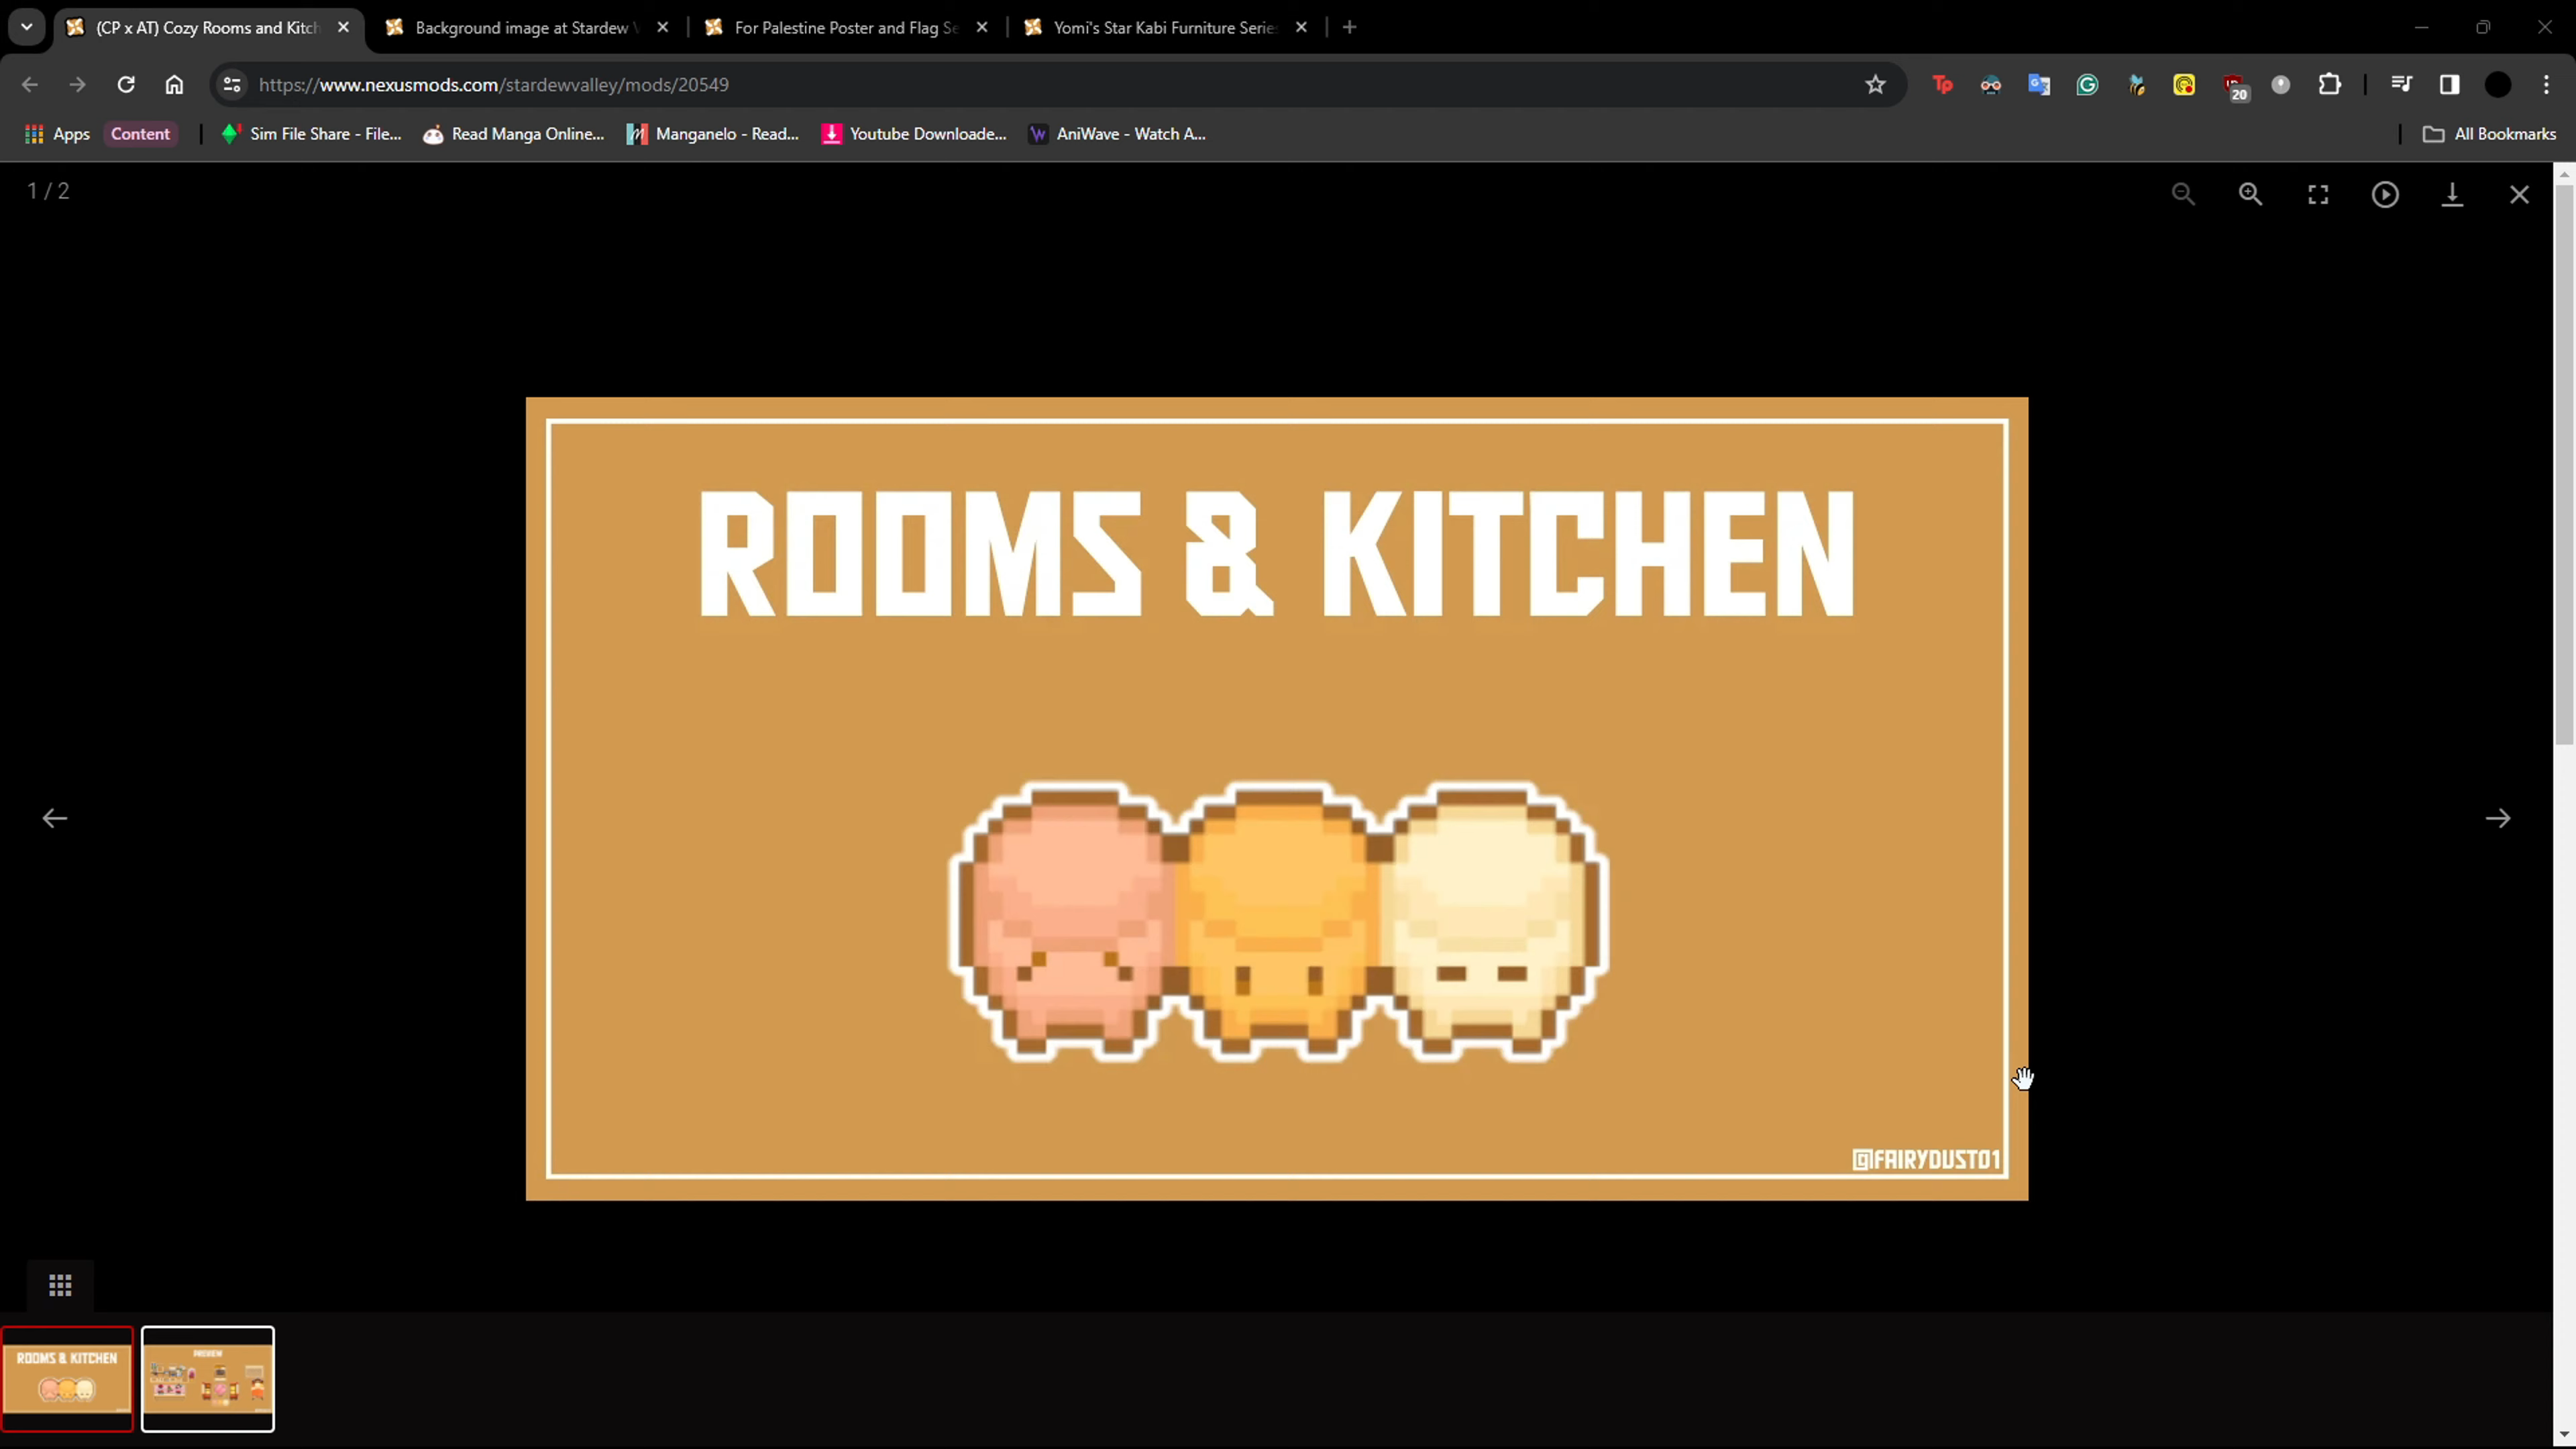 (CP x AT) Cozy Rooms and Kitch
Background image at Stardew V
For Palestine Poster and Flag Se
Yomi's Star Kabi Furniture Serie
https://www.nexusmods.com/stardewvalley/mods/20549
Tp
20
Apps
Content
Sim File Share - File...
Read Manga Online...
Manganelo - Read...
Youtube Downloade...
AniWave - Watch A...
All Bookmarks
1 / 2
ROOMS & KITCHEN
@FAIRYDUST01
ROOMS & KITCHEN
PREVIEW